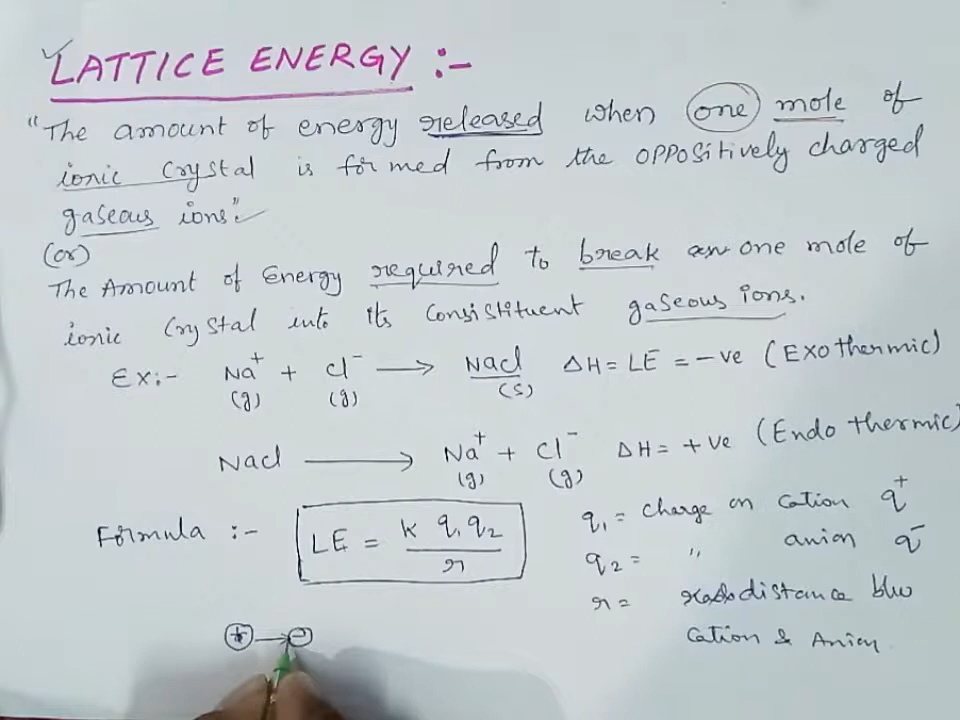 LATTICE ENERGY :-
"The amount of energy released when one mole of
ionic crystal is formed from the oppositively charged
gaseous ions"
(or)
The Amount of Energy required to break an one mole of
ionic crystal into its consistituent gaseous ions.
Ex:- Na⁺ + Cl⁻ → Nacl ΔH = LE = -ve (Exothermic)
(g) (g) (s)
Nacl → Na⁺ + Cl⁻ ΔH = +ve (Endothermic)
(g) (g)
Formula :- LE = k q₁ q₂ / r
q₁ = charge on cation q⁺
q₂ = " anion q⁻
r = distance b/w
cation & Anion
+ → −